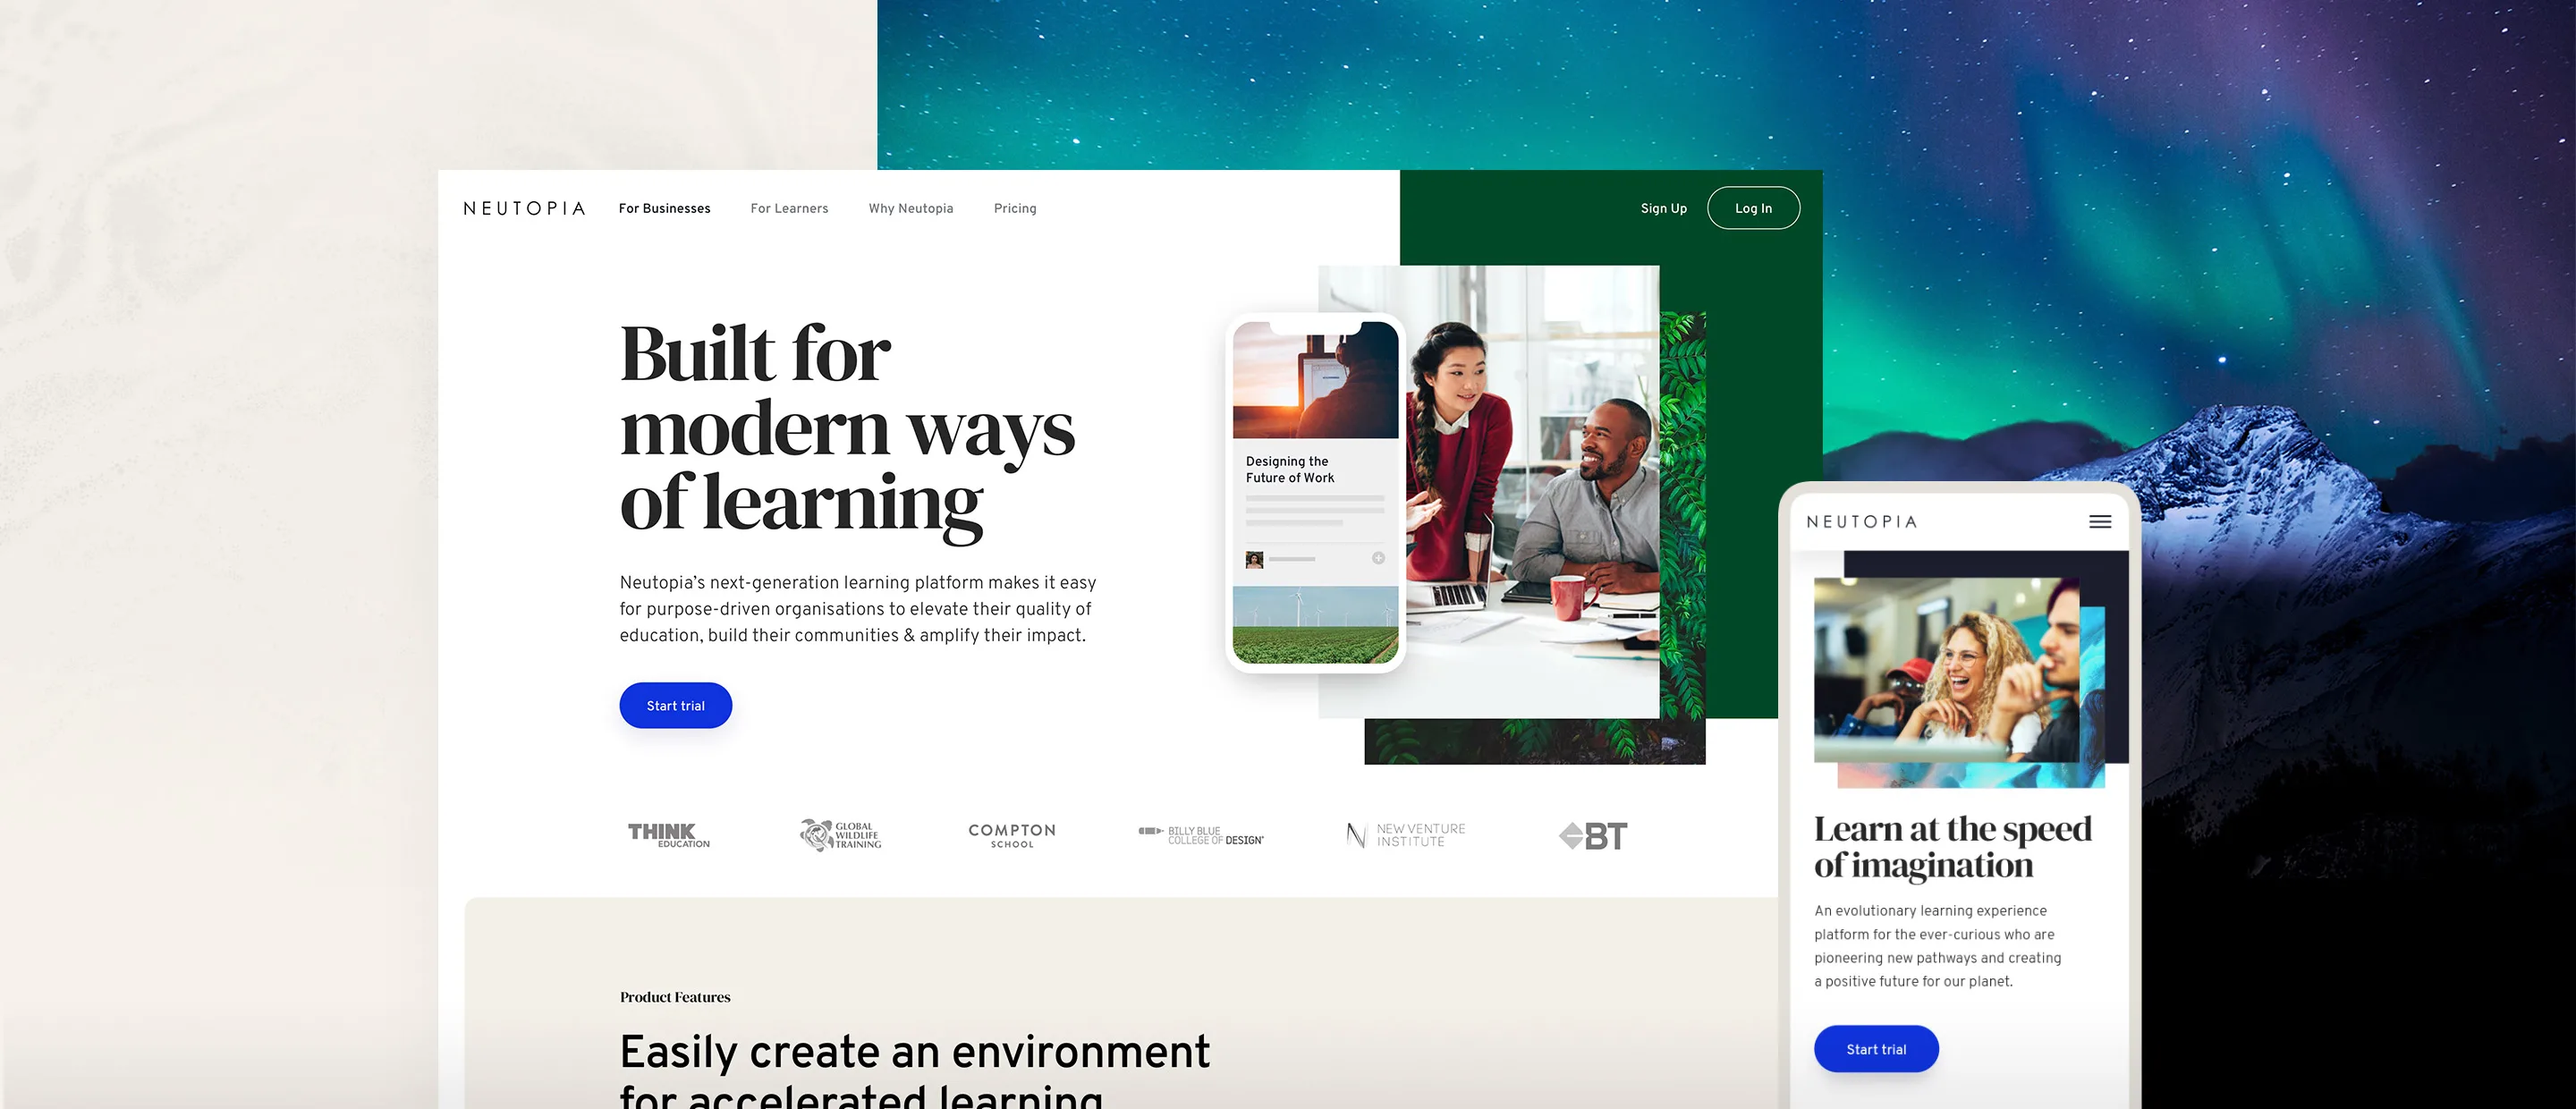 NEUTOPIA
For Businesses
For Learners
Why Neutopia
Pricing
Sign Up
Log In
Built for
modern ways
of learning
Neutopia’s next-generation learning platform makes it easy
for purpose-driven organisations to elevate their quality of
education, build their communities & amplify their impact.
Start trial
Designing the
Future of Work
THINK
EDUCATION
GLOBAL
WILDLIFE
TRAINING
COMPTON
SCHOOL
BILLY BLUE
COLLEGE OF DESIGN®
N
NEW VENTURE
INSTITUTE
BT
Product Features
Easily create an environment
for accelerated learning
NEUTOPIA
Learn at the speed
of imagination
An evolutionary learning experience
platform for the ever-curious who are
pioneering new pathways and creating
a positive future for our planet.
Start trial